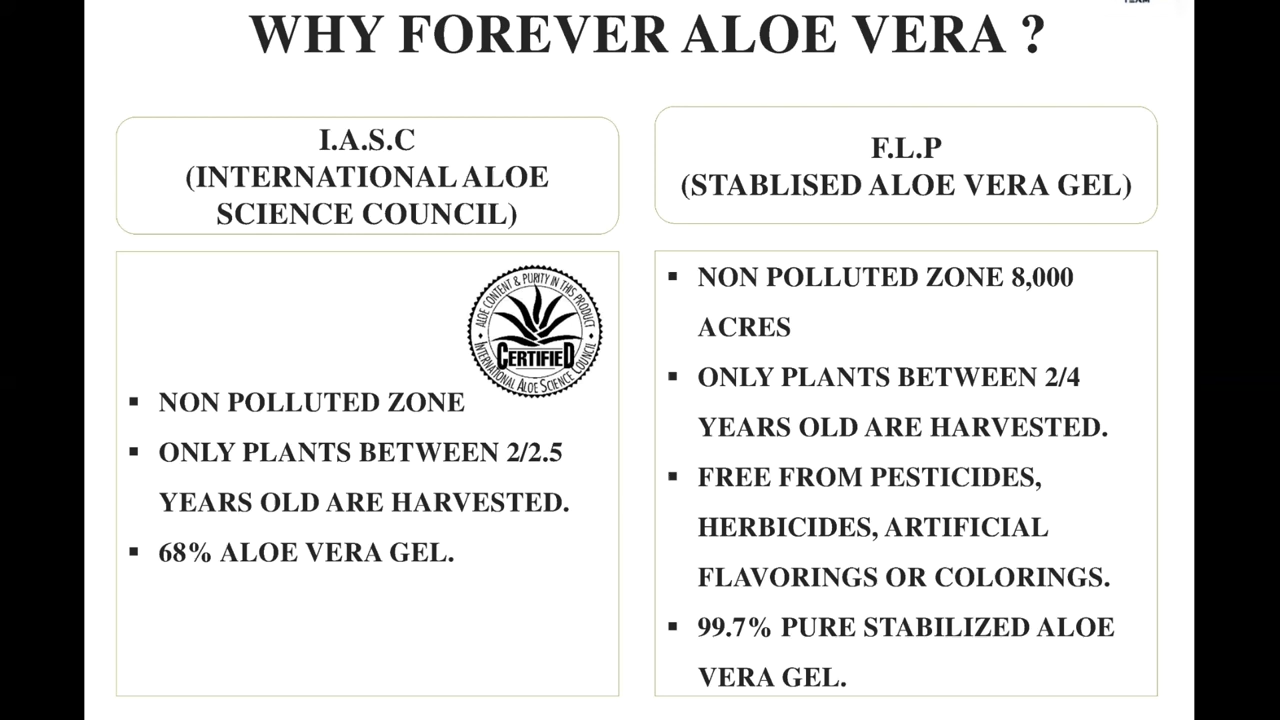 TEAM
WHY FOREVER ALOE VERA ?
I.A.S.C
(INTERNATIONAL ALOE
SCIENCE COUNCIL)
ALOE CONTENT & PURITY IN THIS PRODUCT
CERTIFIED
INTERNATIONAL ALOE SCIENCE COUNCIL
▪ NON POLLUTED ZONE
▪ ONLY PLANTS BETWEEN 2/2.5
YEARS OLD ARE HARVESTED.
▪ 68% ALOE VERA GEL.
F.L.P
(STABLISED ALOE VERA GEL)
▪ NON POLLUTED ZONE 8,000
ACRES
▪ ONLY PLANTS BETWEEN 2/4
YEARS OLD ARE HARVESTED.
▪ FREE FROM PESTICIDES,
HERBICIDES, ARTIFICIAL
FLAVORINGS OR COLORINGS.
▪ 99.7% PURE STABILIZED ALOE
VERA GEL.